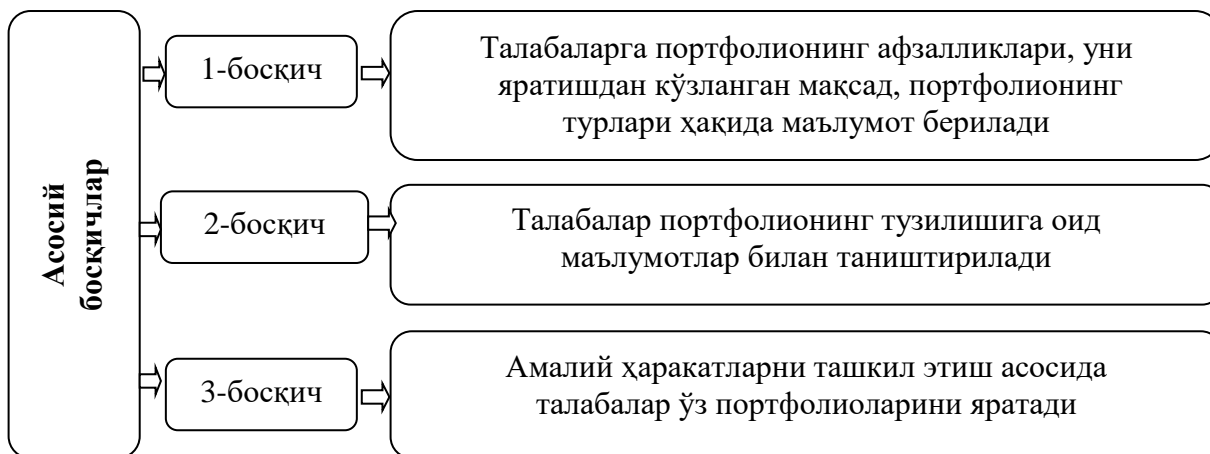 Асосий
босқичлар
1-босқич
Талабаларга портфолионинг афзалликлари, уни
яратишдан кўзланган мақсад, портфолионинг
турлари ҳақида маълумот берилади
2-босқич
Талабалар портфолионинг тузилишига оид
маълумотлар билан таништирилади
3-босқич
Амалий ҳаракатларни ташкил этиш асосида
талабалар ўз портфолиоларини яратади